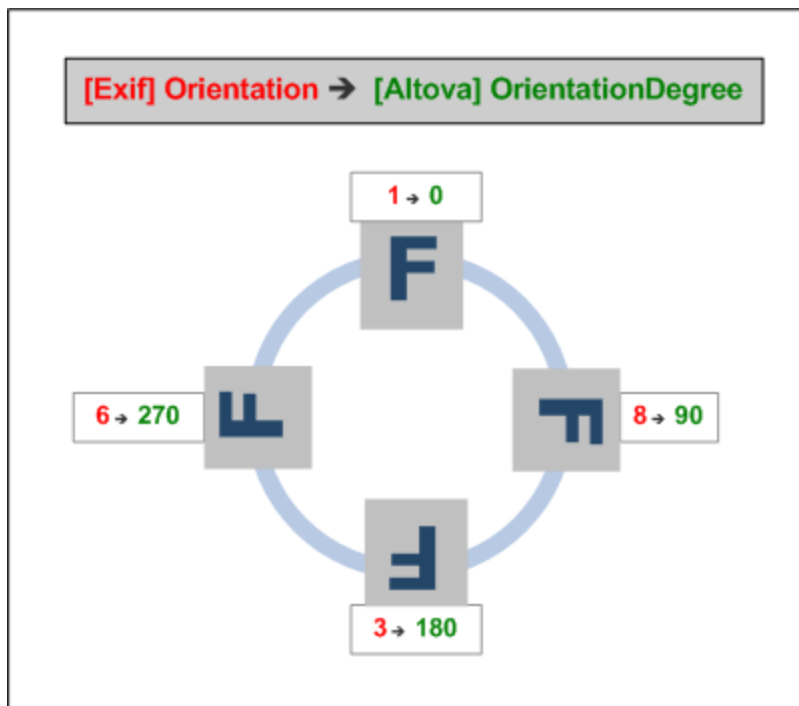 [Exif] Orientation ➔ [Altova] OrientationDegree
1 ➔ 0
F
6 ➔ 270
F
F
8 ➔ 90
F
3 ➔ 180